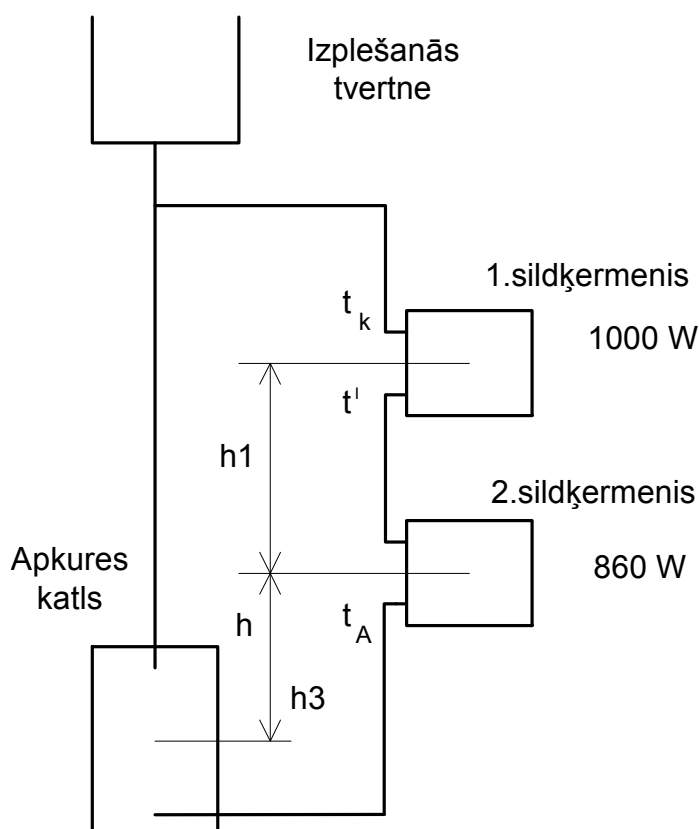 Izplešanās
tvertne
1.sildķermenis
t k
1000 W
t'
h1
2.sildķermenis
Apkures
katls
860 W
h
t A
h3